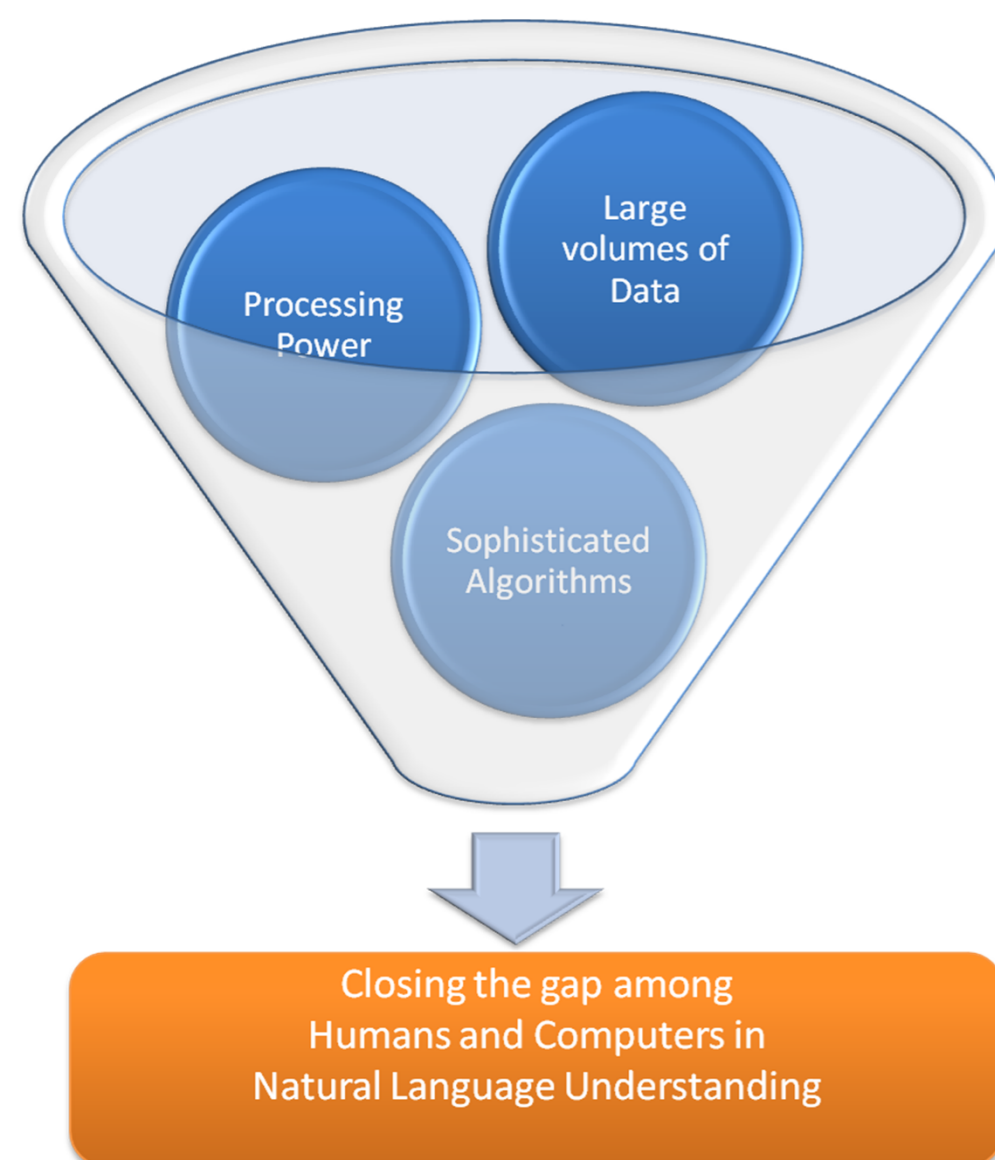 Large
volumes of
Data
Processing
Power
Sophisticated
Algorithms
Closing the gap among
Humans and Computers in
Natural Language Understanding